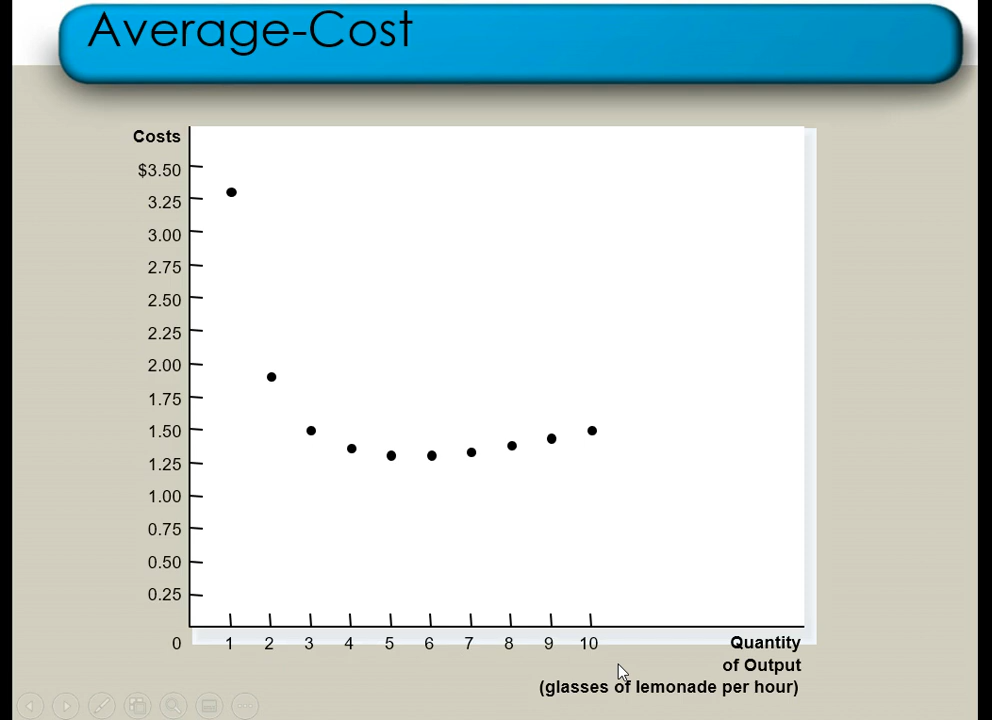 Average-Cost
Costs
$3.50
3.25
3.00
2.75
2.50
2.25
2.00
1.75
1.50
1.25
1.00
0.75
0.50
0.25
0 1 2 3 4 5 6 7 8 9 10
Quantity
of Output
(glasses of lemonade per hour)